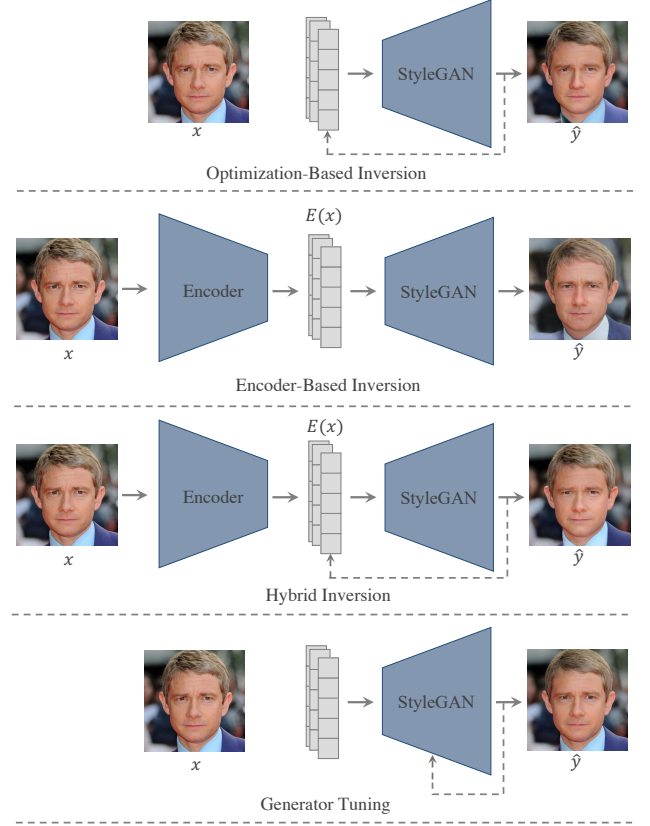 StyleGAN
x
ŷ
Optimization-Based Inversion
E(x)
Encoder
StyleGAN
x
ŷ
Encoder-Based Inversion
E(x)
Encoder
StyleGAN
x
ŷ
Hybrid Inversion
StyleGAN
x
ŷ
Generator Tuning